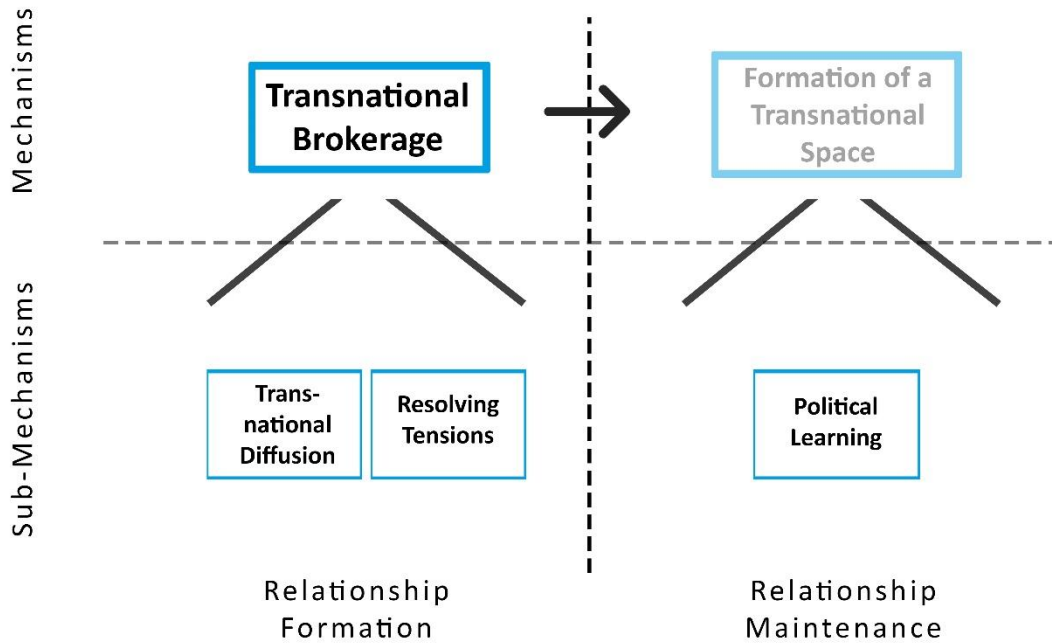 Mechanisms
Transnational
Brokerage
Formation of a
Transnational
Space
Sub-Mechanisms
Trans-
national
Diffusion
Resolving
Tensions
Political
Learning
Relationship
Formation
Relationship
Maintenance